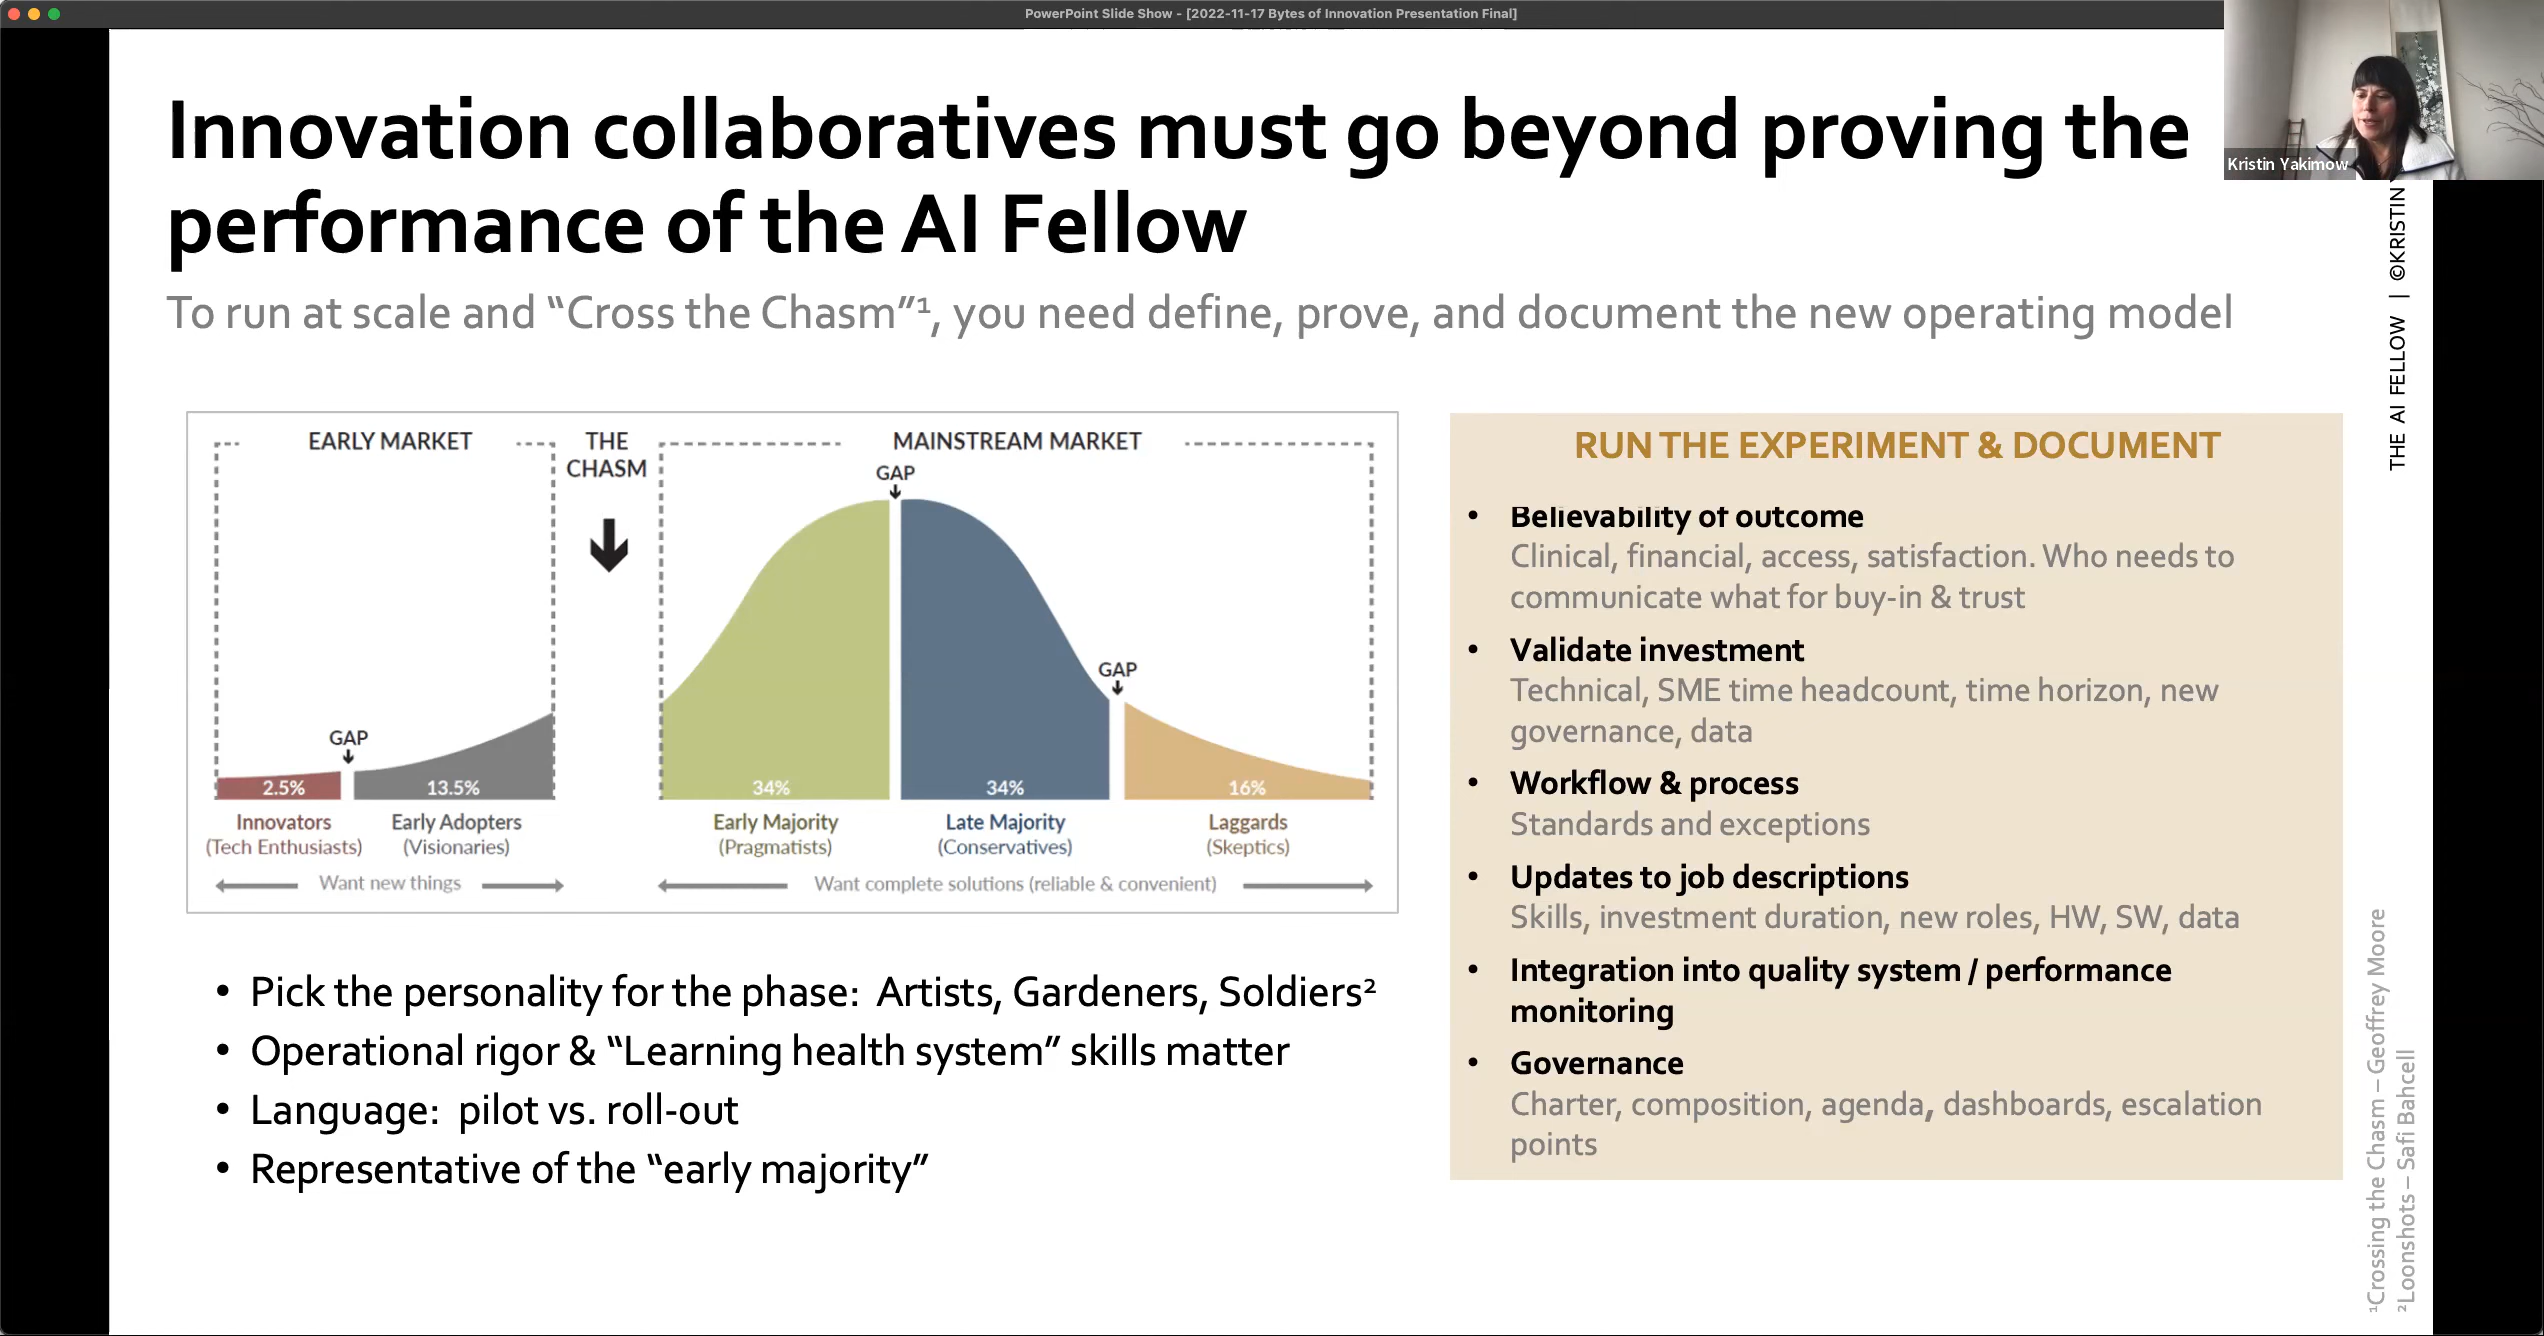 PowerPoint Slide Show - [2022-11-17 Bytes of Innovation Presentation Final]
Kristin Yakimow
Innovation collaboratives must go beyond proving the
performance of the AI Fellow
To run at scale and “Cross the Chasm”¹, you need define, prove, and document the new operating model
THE AI FELLOW | ©KRISTIN
EARLY MARKET
THE
CHASM
MAINSTREAM MARKET
GAP
GAP
GAP
2.5%
13.5%
34%
34%
16%
Innovators
(Tech Enthusiasts)
Early Adopters
(Visionaries)
Early Majority
(Pragmatists)
Late Majority
(Conservatives)
Laggards
(Skeptics)
Want new things
Want complete solutions (reliable & convenient)
• Pick the personality for the phase: Artists, Gardeners, Soldiers²
• Operational rigor & “Learning health system” skills matter
• Language: pilot vs. roll-out
• Representative of the “early majority”
RUN THE EXPERIMENT & DOCUMENT
• Believability of outcome
Clinical, financial, access, satisfaction. Who needs to
communicate what for buy-in & trust
• Validate investment
Technical, SME time headcount, time horizon, new
governance, data
• Workflow & process
Standards and exceptions
• Updates to job descriptions
Skills, investment duration, new roles, HW, SW, data
• Integration into quality system / performance
monitoring
• Governance
Charter, composition, agenda, dashboards, escalation
points
¹Crossing the Chasm – Geoffrey Moore
²Loonshots – Safi Bahcell